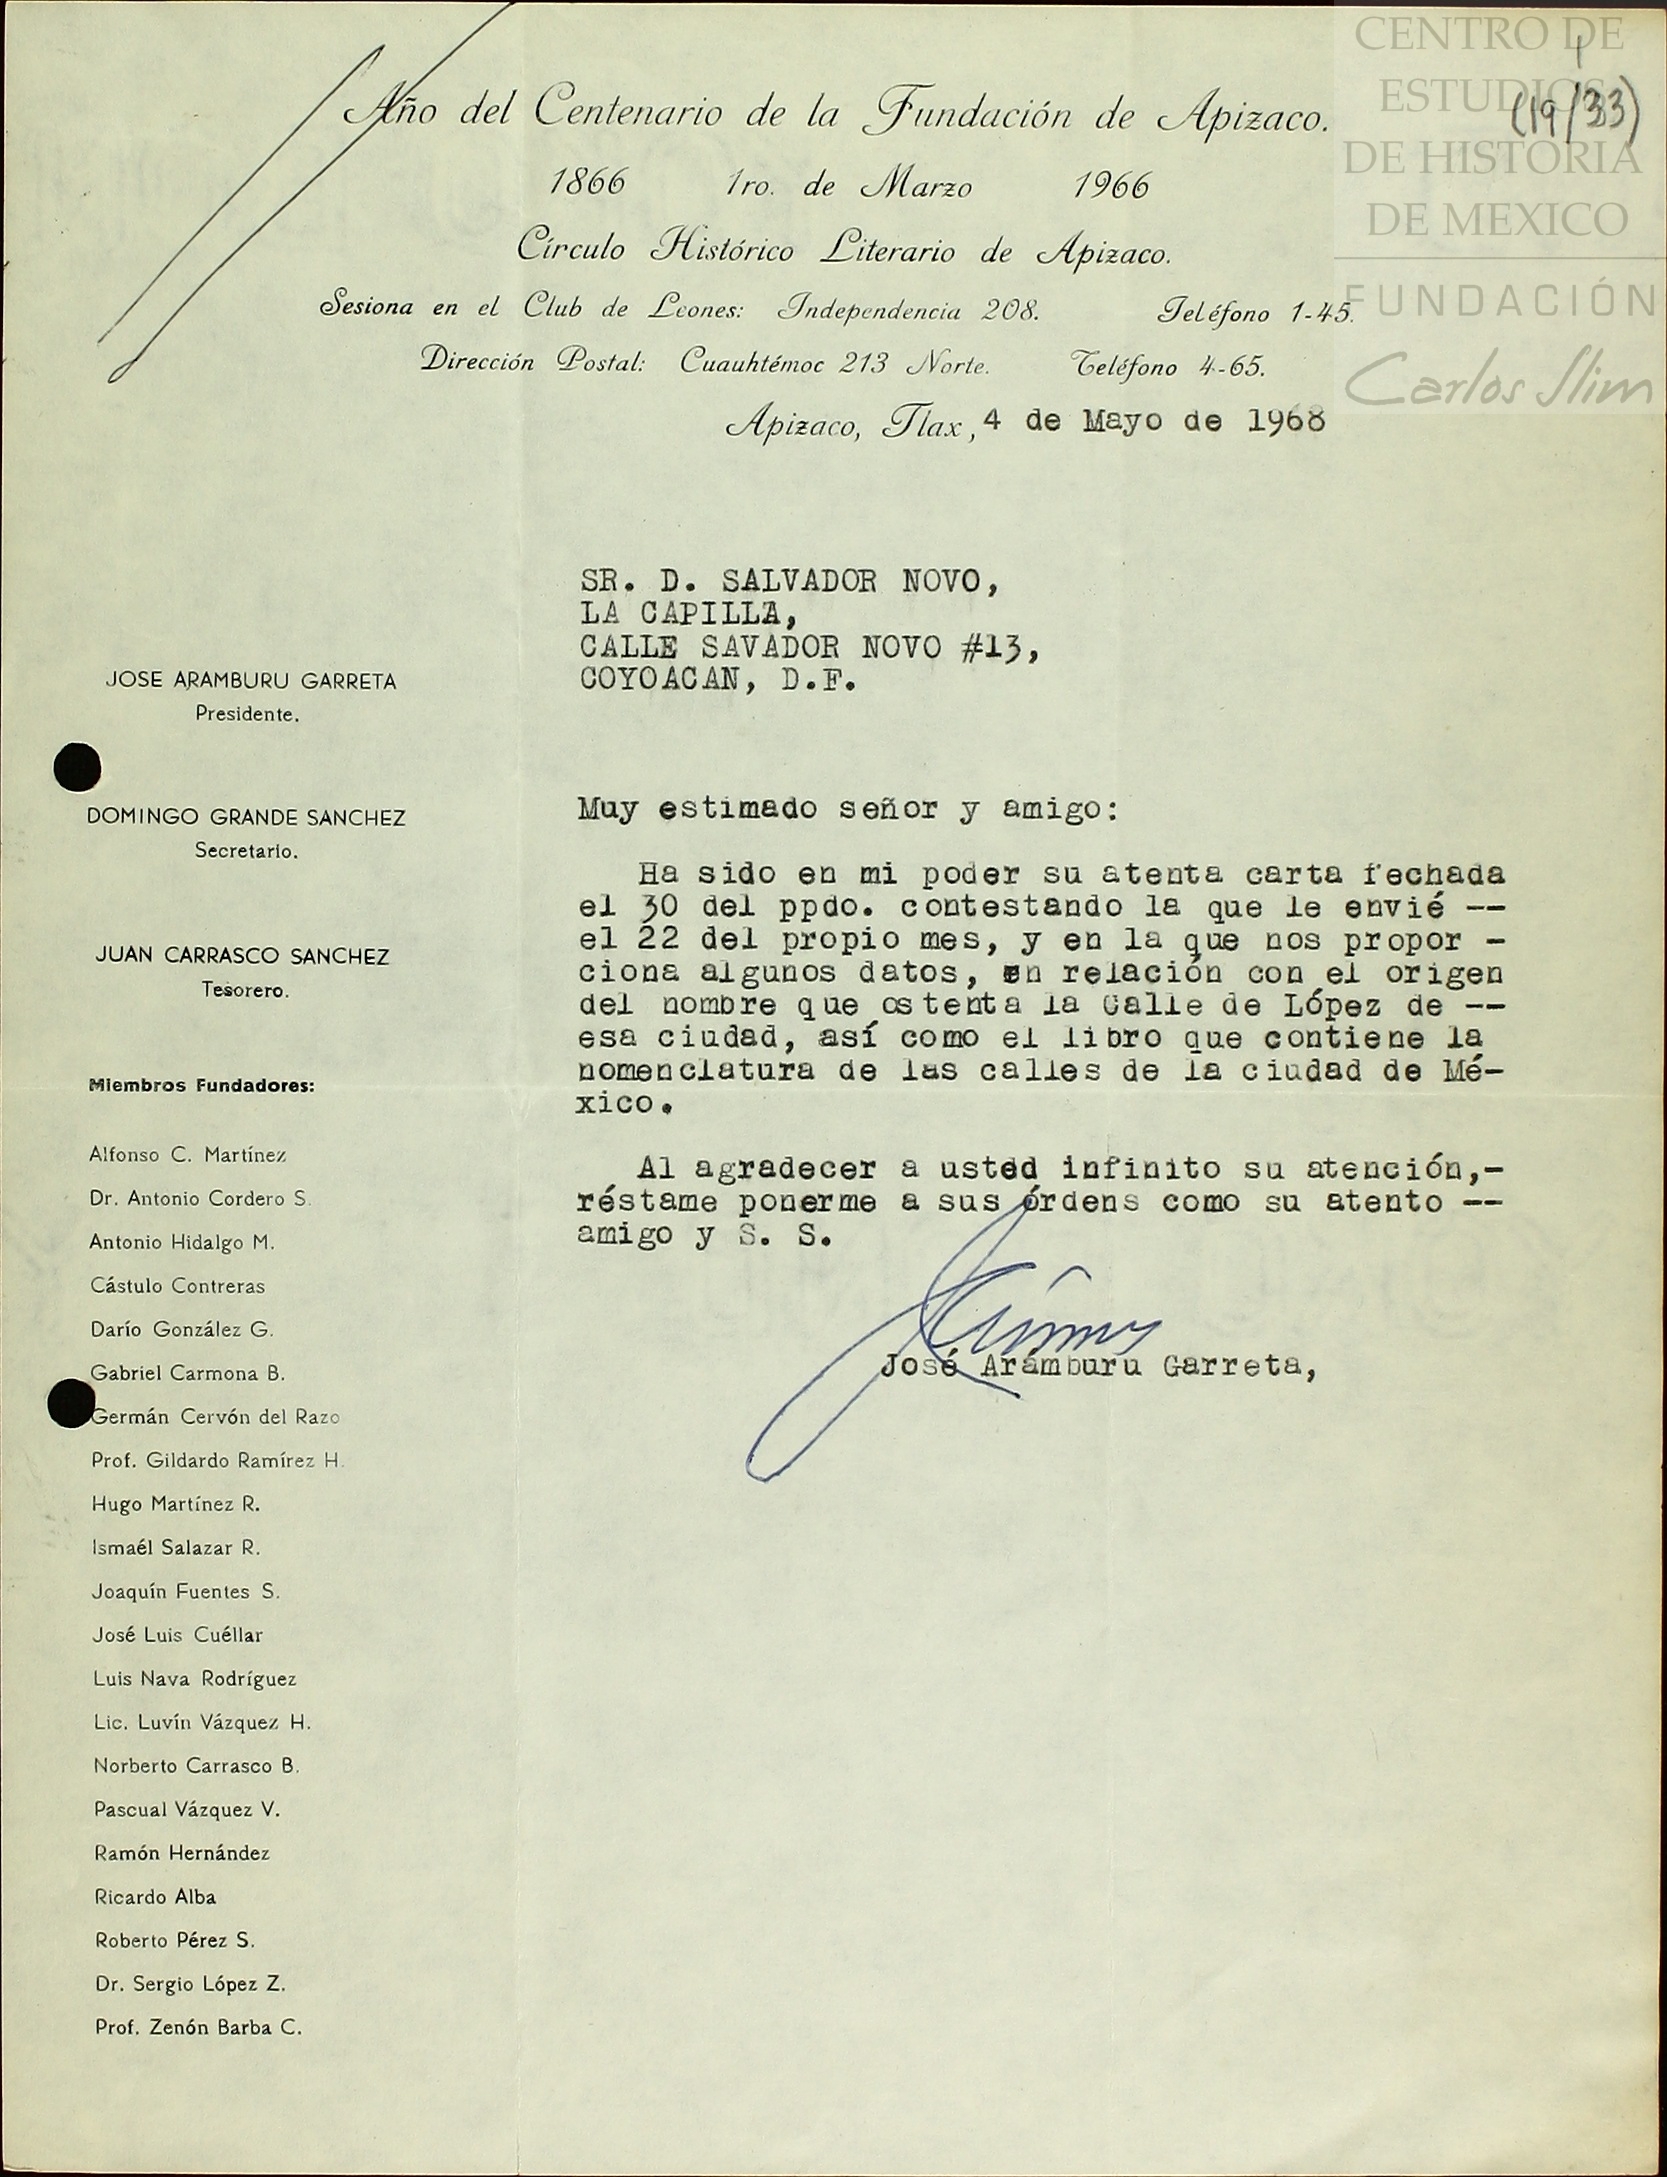 CENTRO DE
ESTUDIOS
DE HISTORIA
DE MEXICO
FUNDACIÓN
Carlos Slim
(19/33)
Año del Centenario de la Fundación de Apizaco.
1866 1ro. de Marzo 1966
Círculo Histórico Literario de Apizaco.
Sesiona en el Club de Leones: Independencia 208. Teléfono 1-45.
Dirección Postal: Cuauhtémoc 213 Norte. Teléfono 4-65.
Apizaco, Tlax, 4 de Mayo de 1968
SR. D. SALVADOR NOVO,
LA CAPILLA,
CALLE SAVADOR NOVO #13,
COYOACAN, D.F.
JOSE ARAMBURU GARRETA
Presidente.
DOMINGO GRANDE SANCHEZ
Secretario.
JUAN CARRASCO SANCHEZ
Tesorero.
Miembros Fundadores:
Alfonso C. Martínez
Dr. Antonio Cordero S.
Antonio Hidalgo M.
Cástulo Contreras
Darío González G.
Gabriel Carmona B.
Germán Cervón del Razo
Prof. Gildardo Ramírez H.
Hugo Martínez R.
Ismaél Salazar R.
Joaquín Fuentes S.
José Luis Cuéllar
Luis Nava Rodríguez
Lic. Luvín Vázquez H.
Norberto Carrasco B.
Pascual Vázquez V.
Ramón Hernández
Ricardo Alba
Roberto Pérez S.
Dr. Sergio López Z.
Prof. Zenón Barba C.
Muy estimado señor y amigo:
Ha sido en mi poder su atenta carta fechada
el 30 del ppdo. contestando la que le envié --
el 22 del propio mes, y en la que nos propor -
ciona algunos datos, en relación con el origen
del nombre que ostenta la Calle de López de --
esa ciudad, así como el libro que contiene la
nomenclatura de las calles de la ciudad de Mé-
xico.
Al agradecer a usted infinito su atención,-
réstame ponerme a sus órdens como su atento --
amigo y S. S.
José Arámburu Garreta,